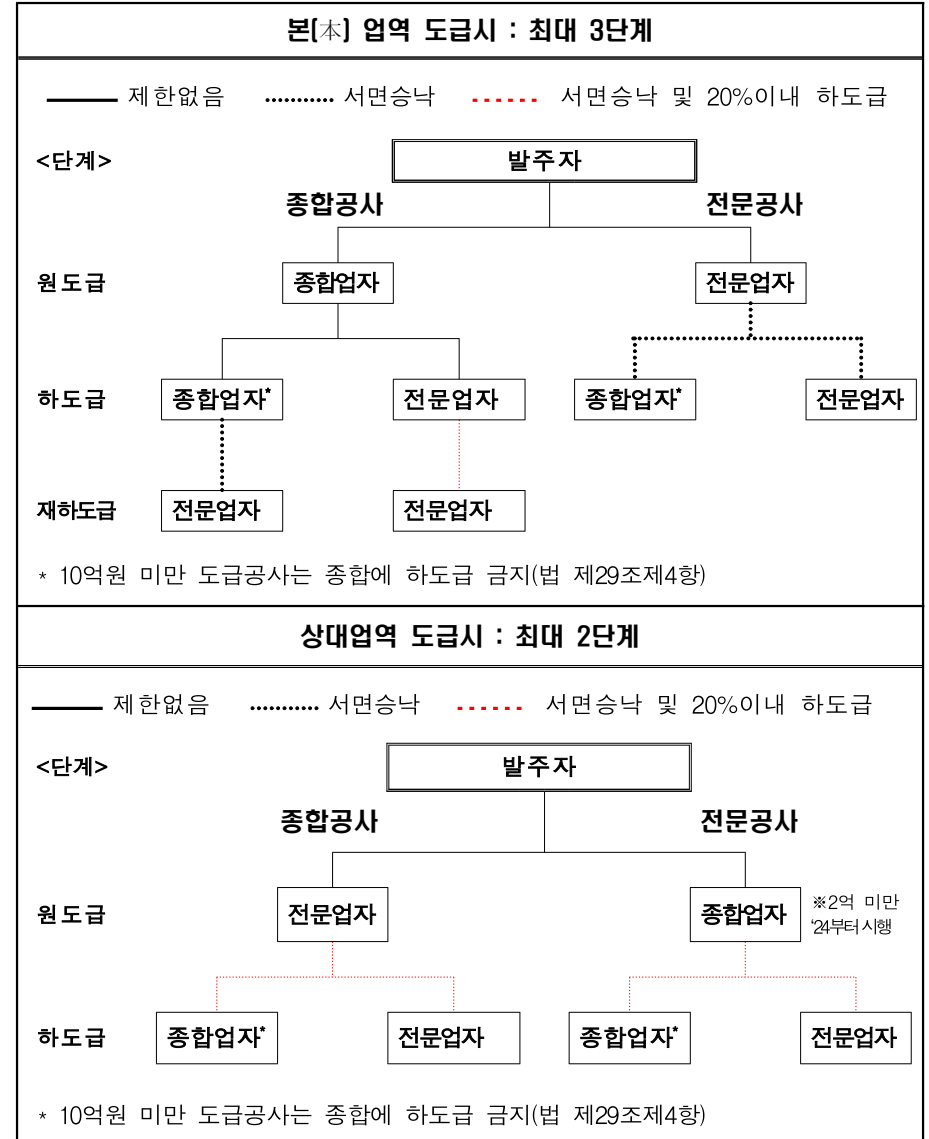 본(本) 업역 도급시 : 최대 3단계
제한없음 서면승낙 서면승낙 및 20%이내 하도급
<단계> 발주자
종합공사 전문공사
원도급 종합업자 전문업자
하도급 종합업자* 전문업자 종합업자* 전문업자
재하도급 전문업자 전문업자
* 10억원 미만 도급공사는 종합에 하도급 금지(법 제29조제4항)
상대업역 도급시 : 최대 2단계
제한없음 서면승낙 서면승낙 및 20%이내 하도급
<단계> 발주자
종합공사 전문공사
원도급 전문업자 종합업자 ※2억 미만
‘24부터 시행
하도급 종합업자* 전문업자 종합업자* 전문업자
* 10억원 미만 도급공사는 종합에 하도급 금지(법 제29조제4항)